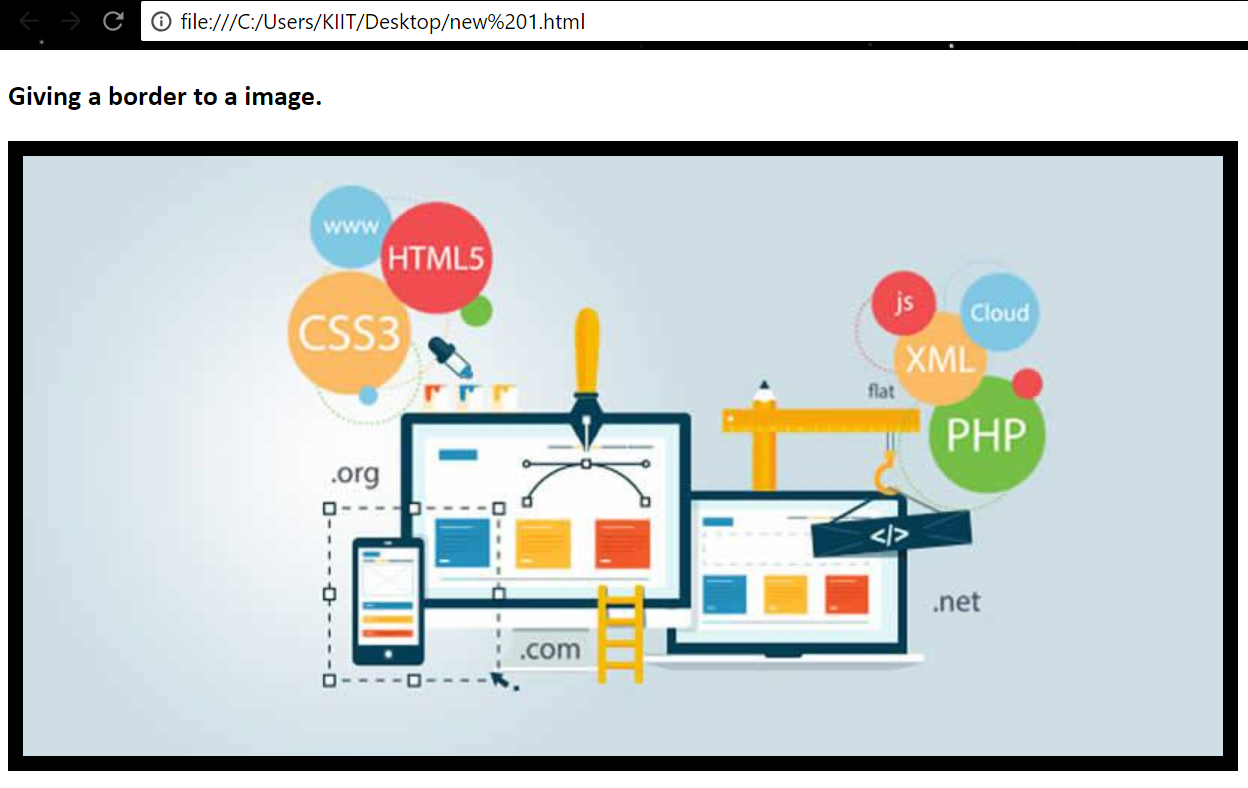 file:///C:/Users/KIIT/Desktop/new%201.html
Giving a border to a image.
www
HTML5
CSS3
js
Cloud
XML
flat
PHP
.org
</>
.net
.com